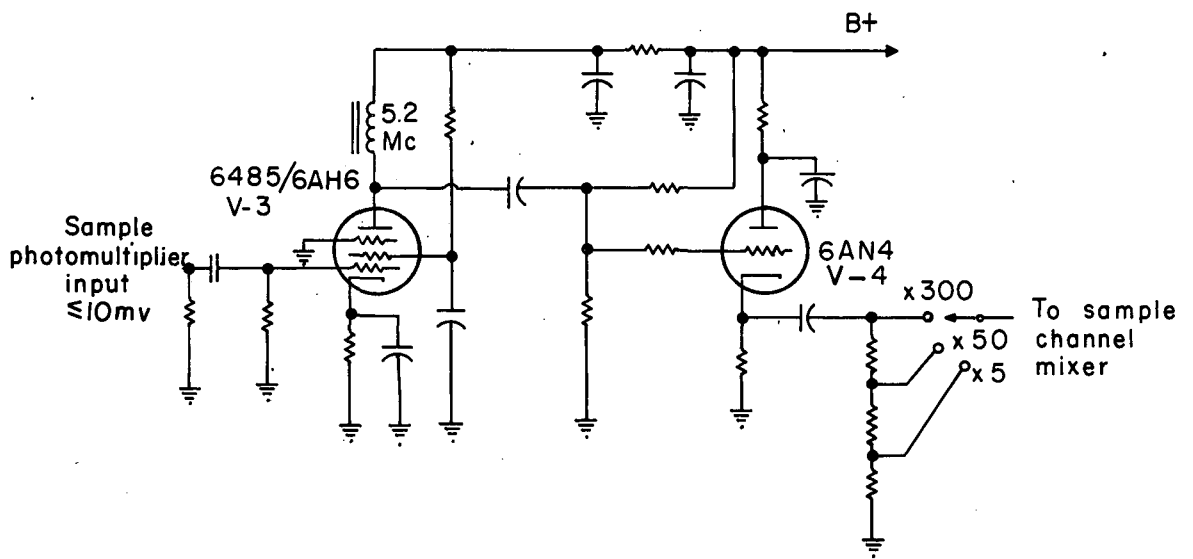 B+
5.2
Mc
6485/6AH6
V-3
Sample
photomultiplier
input
≤10mv
6AN4
V-4
x300
x50
x5
To sample
channel
mixer